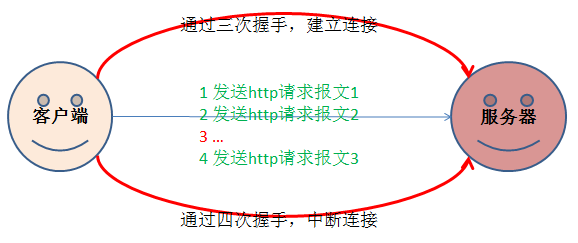 通过三次握手，建立连接
1 发送http请求报文1
2 发送http请求报文2
客户端
服务器
3 ...
4 发送http请求报文3
通过四次握手，中断连接